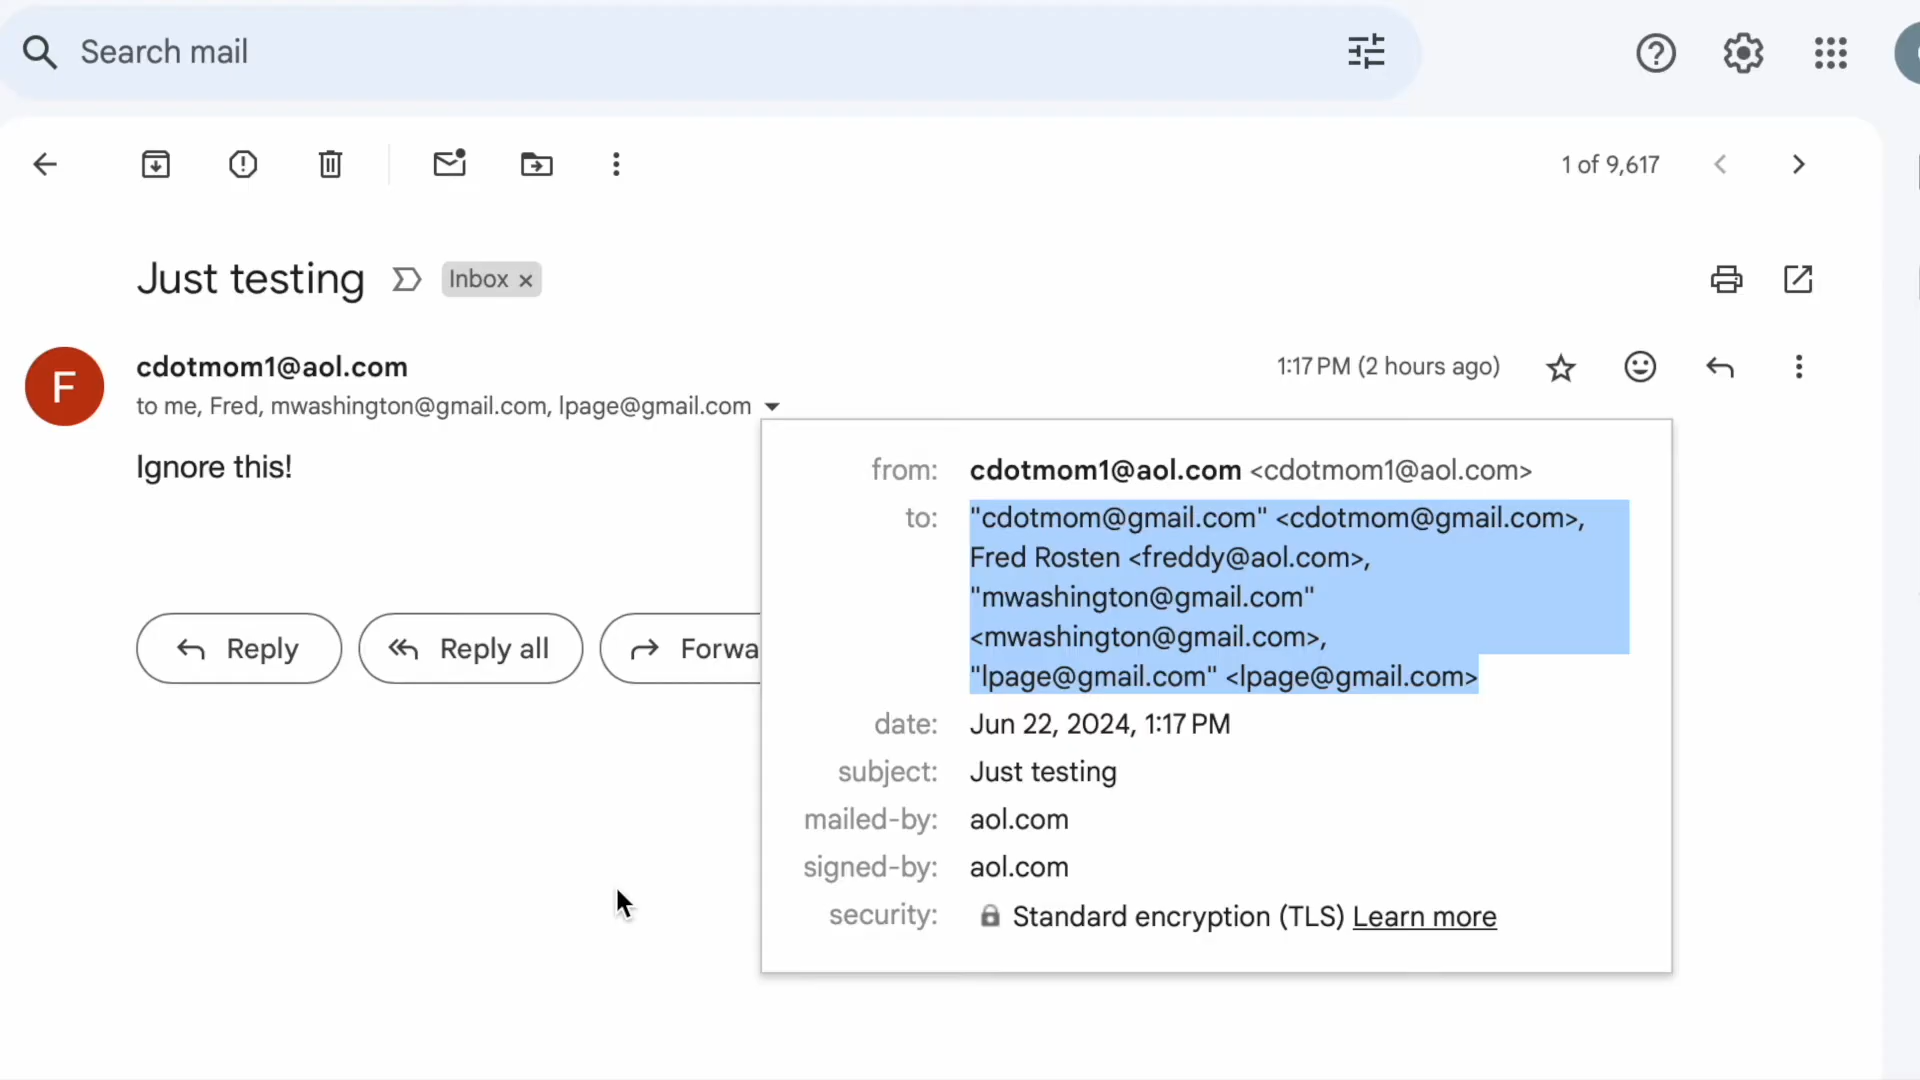 Search mail
1 of 9,617
Just testing Inbox ×
F
cdotmom1@aol.com 1:17 PM (2 hours ago)
to me, Fred, mwashington@gmail.com, lpage@gmail.com
Ignore this!
from: cdotmom1@aol.com <cdotmom1@aol.com>
to: "cdotmom@gmail.com" <cdotmom@gmail.com>,
Fred Rosten <freddy@aol.com>,
"mwashington@gmail.com"
<mwashington@gmail.com>,
"lpage@gmail.com" <lpage@gmail.com>
date: Jun 22, 2024, 1:17 PM
subject: Just testing
mailed-by: aol.com
signed-by: aol.com
security: Standard encryption (TLS) Learn more
Reply Reply all Forwa